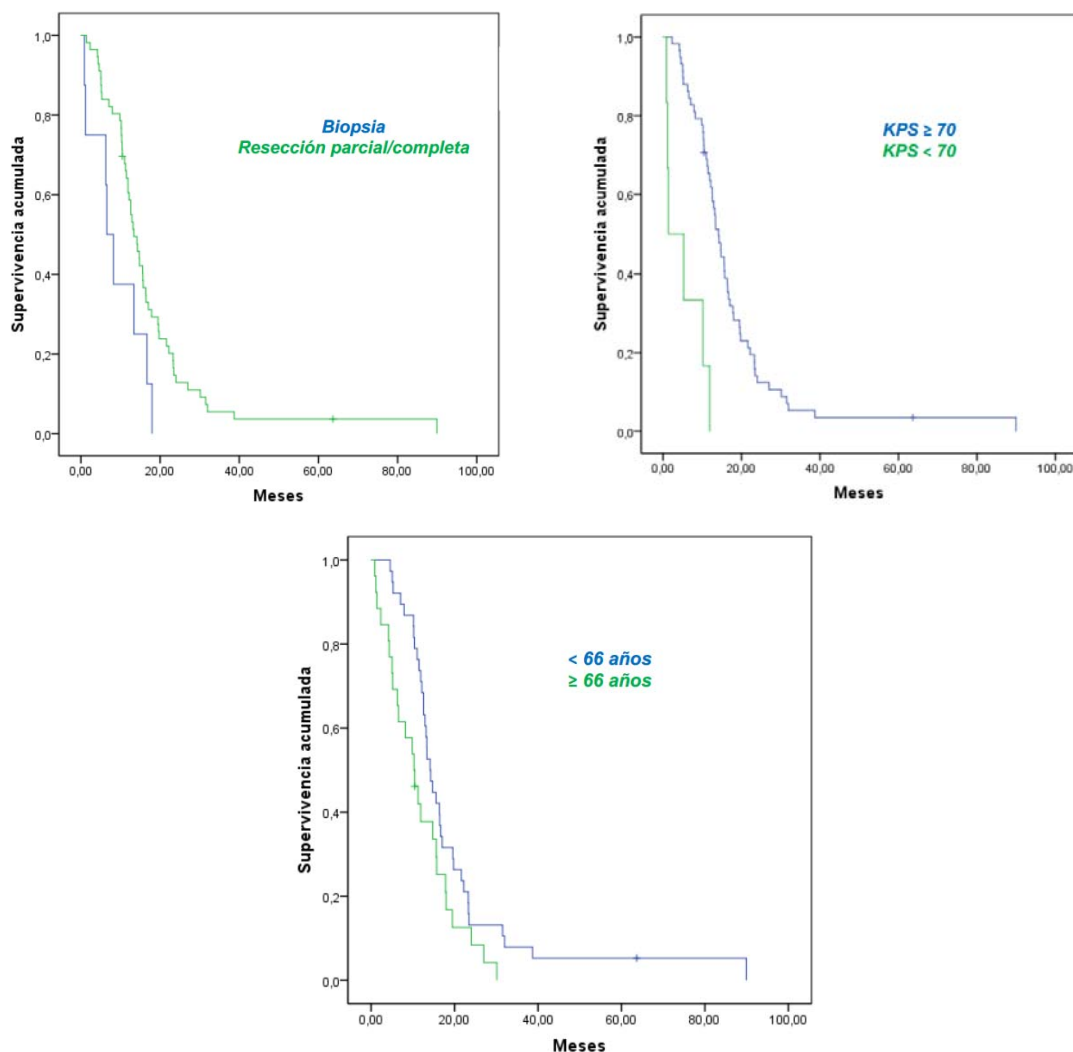 1,0
0,8
0,6
0,4
0,2
0,0
Supervivencia acumulada
Biopsia
Resección parcial/completa
0,00 20,00 40,00 60,00 80,00 100,00
Meses
1,0
0,8
0,6
0,4
0,2
0,0
Supervivencia acumulada
KPS ≥ 70
KPS < 70
0,00 20,00 40,00 60,00 80,00 100,00
Meses
1,0
0,8
0,6
0,4
0,2
0,0
Supervivencia acumulada
< 66 años
≥ 66 años
0,00 20,00 40,00 60,00 80,00 100,00
Meses